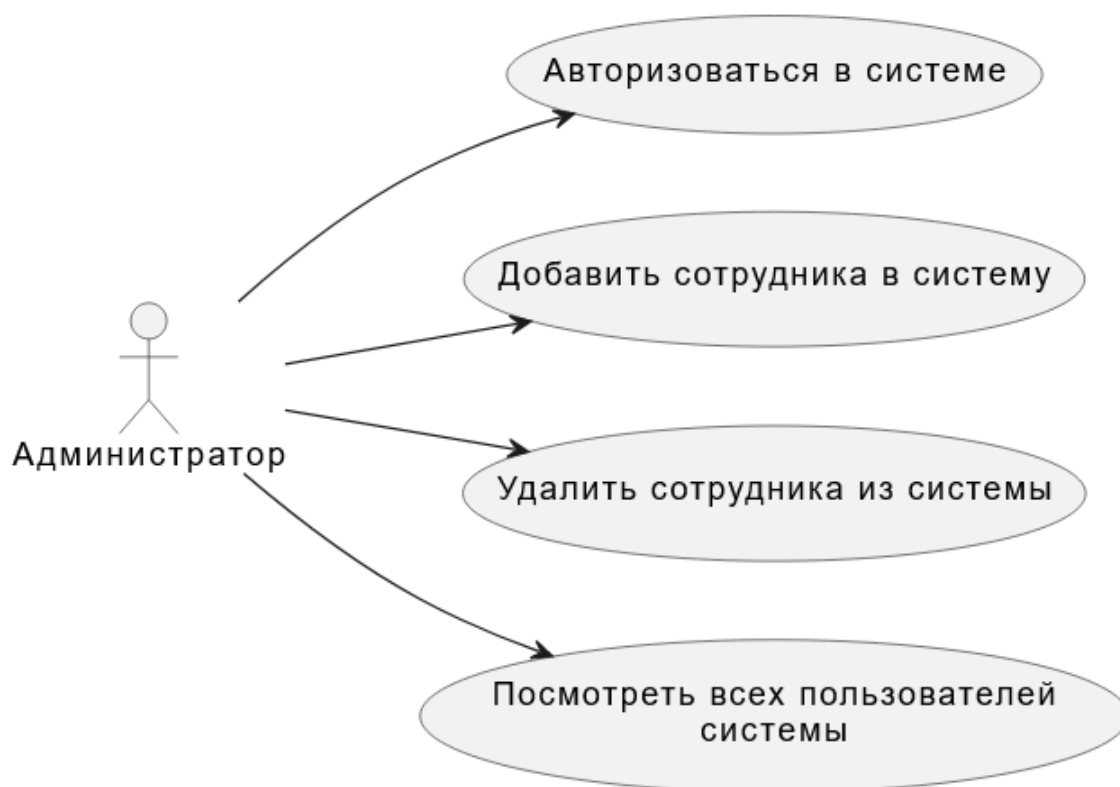 Авторизоваться в системе
Добавить сотрудника в систему
Администратор
Удалить сотрудника из системы
Посмотреть всех пользователей
системы